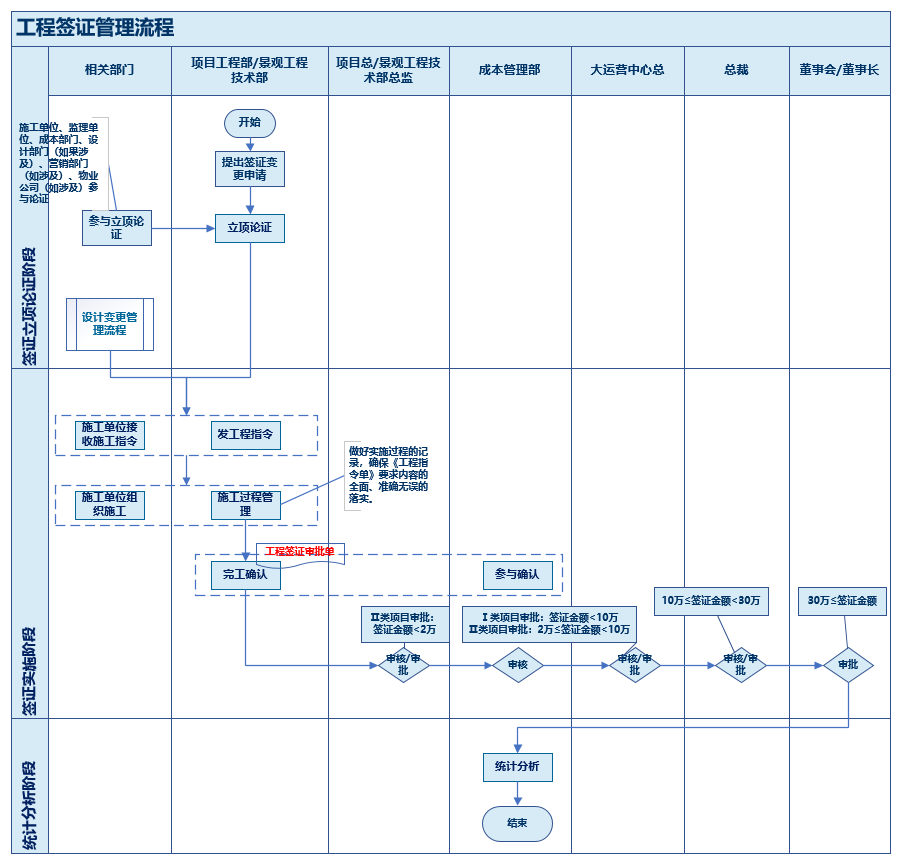 工程签证管理流程
相关部门
项目工程部/景观工程
技术部
项目总/景观工程技
术部总监
成本管理部
大运营中心总
总裁
董事会/董事长
签证立项论证阶段
施工单位、监理单
位、成本部门、设
计部门（如果涉
及）、营销部门
（如涉及）、物业
公司（如涉及）参
与论证
开始
提出签证变
更申请
参与立项论
证
立项论证
设计变更管
理流程
签证实施阶段
施工单位接
收施工指令
发工程指令
做好实施过程的记
录，确保《工程指
令单》要求内容的
全面、准确无误的
落实。
施工单位组
织施工
施工过程管
理
工程签证审批单
完工确认
参与确认
II类项目审批：
签证金额<2万
I 类项目审批：签证金额<10万
II类项目审批：2万≤签证金额<10万
10万≤签证金额<30万
30万≤签证金额
审核/审
批
审核
审核/审
批
审核/审
批
审批
统计分析阶段
统计分析
结束